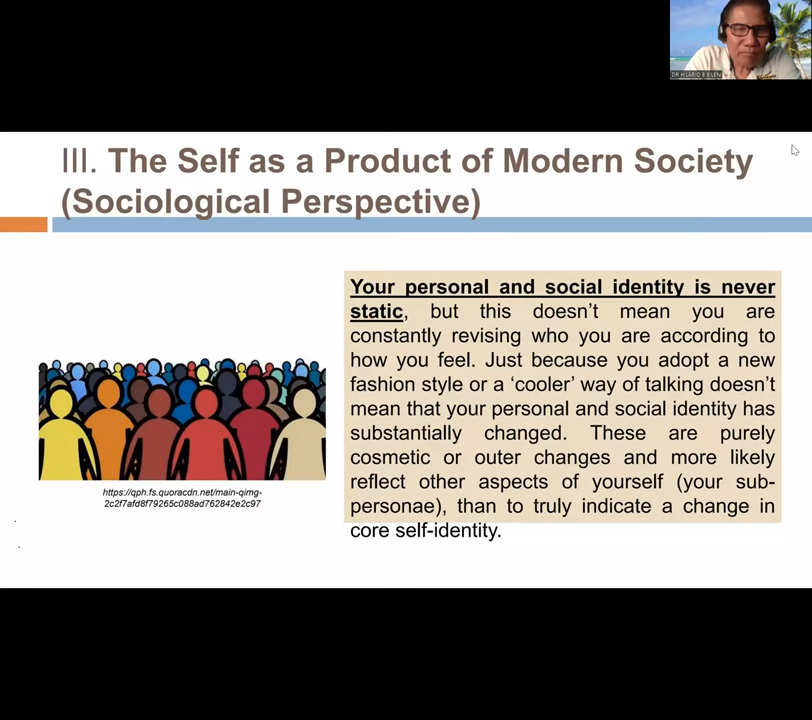 DR HILARIO B BILEN
III. The Self as a Product of Modern Society
(Sociological Perspective)
Your personal and social identity is never
static, but this doesn’t mean you are
constantly revising who you are according to
how you feel. Just because you adopt a new
fashion style or a ‘cooler’ way of talking doesn’t
mean that your personal and social identity has
substantially changed. These are purely
cosmetic or outer changes and more likely
reflect other aspects of yourself (your sub-
personae), than to truly indicate a change in
core self-identity.
https://qph.fs.quoracdn.net/main-qimg-
2c2f7afd8f79265c088ad762842e2c97